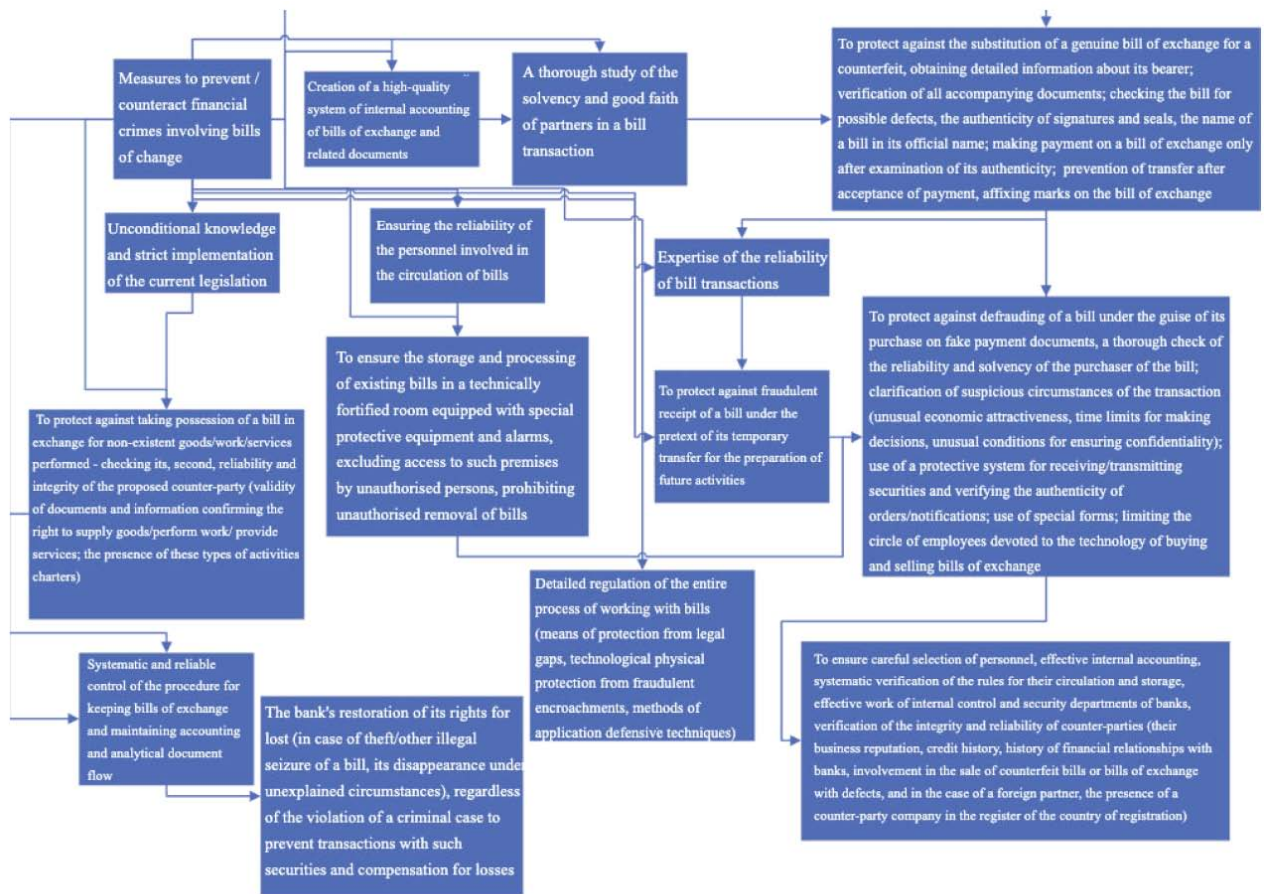 Measures to prevent /
counteract financial
crimes involving bills
of change
Creation of a high-quality
system of internal accounting
of bills of exchange and
related documents
A thorough study of the
solvency and good faith
of partners in a bill
transaction
To protect against the substitution of a genuine bill of exchange for a
counterfeit, obtaining detailed information about its bearer;
verification of all accompanying documents; checking the bill for
possible defects, the authenticity of signatures and seals, the name of
a bill in its official name; making payment on a bill of exchange only
after examination of its authenticity; prevention of transfer after
acceptance of payment, affixing marks on the bill of exchange
Unconditional knowledge
and strict implementation
of the current legislation
Ensuring the reliability of
the personnel involved in
the circulation of bills
Expertise of the reliability
of bill transactions
To protect against taking possession of a bill in
exchange for non-existent goods/work/services
performed - checking its, second, reliability and
integrity of the proposed counter-party (validity
of documents and information confirming the
right to supply goods/perform work/ provide
services; the presence of these types of activities
charters)
To ensure the storage and processing
of existing bills in a technically
fortified room equipped with special
protective equipment and alarms,
excluding access to such premises
by unauthorised persons, prohibiting
unauthorised removal of bills
To protect against fraudulent
receipt of a bill under the
pretext of its temporary
transfer for the preparation of
future activities
To protect against defrauding of a bill under the guise of its
purchase on fake payment documents, a thorough check of
the reliability and solvency of the purchaser of the bill;
clarification of suspicious circumstances of the transaction
(unusual economic attractiveness, time limits for making
decisions, unusual conditions for ensuring confidentiality);
use of a protective system for receiving/transmitting
securities and verifying the authenticity of
orders/notifications; use of special forms; limiting the
circle of employees devoted to the technology of buying
and selling bills of exchange
Systematic and reliable
control of the procedure for
keeping bills of exchange
and maintaining accounting
and analytical document
flow
The bank's restoration of its rights for
lost (in case of theft/other illegal
seizure of a bill, its disappearance under
unexplained circumstances), regardless
of the violation of a criminal case to
prevent transactions with such
securities and compensation for losses
Detailed regulation of the entire
process of working with bills
(means of protection from legal
gaps, technological physical
protection from fraudulent
encroachments, methods of
application defensive techniques)
To ensure careful selection of personnel, effective internal accounting,
systematic verification of the rules for their circulation and storage,
effective work of internal control and security departments of banks,
verification of the integrity and reliability of counter-parties (their
business reputation, credit history, history of financial relationships with
banks, involvement in the sale of counterfeit bills or bills of exchange
with defects, and in the case of a foreign partner, the presence of a
counter-party company in the register of the country of registration)